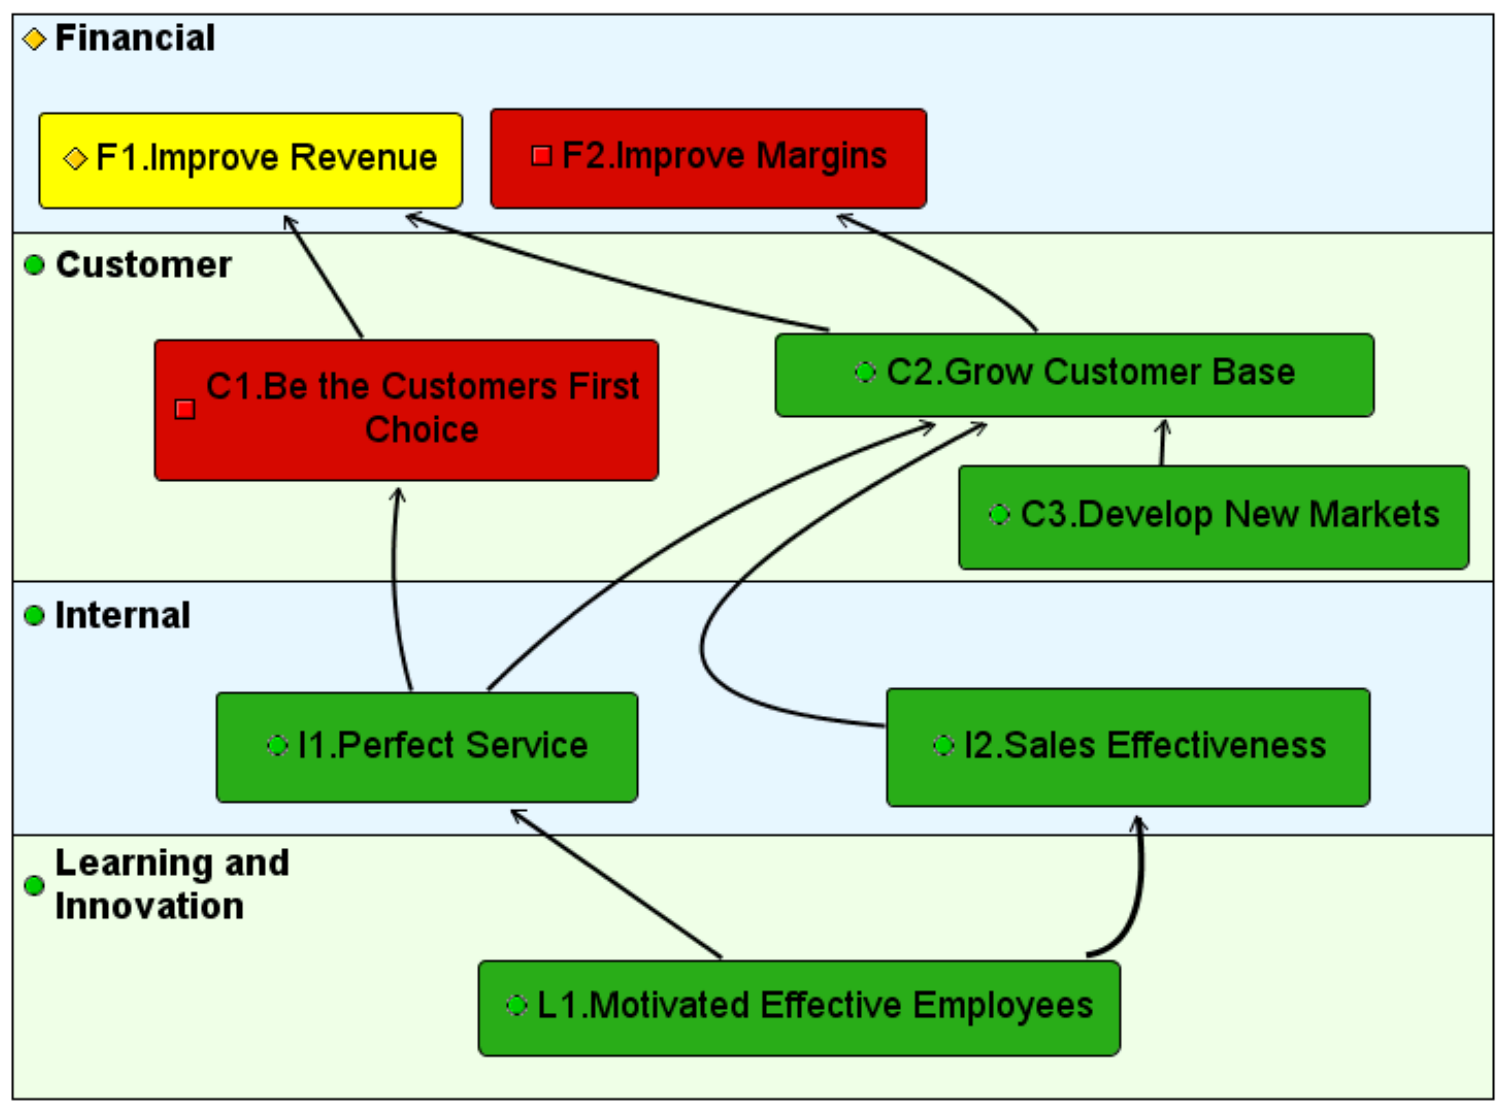 Financial
F1.Improve Revenue
F2.Improve Margins
Customer
C1.Be the Customers First
Choice
C2.Grow Customer Base
C3.Develop New Markets
Internal
I1.Perfect Service
I2.Sales Effectiveness
Learning and
Innovation
L1.Motivated Effective Employees